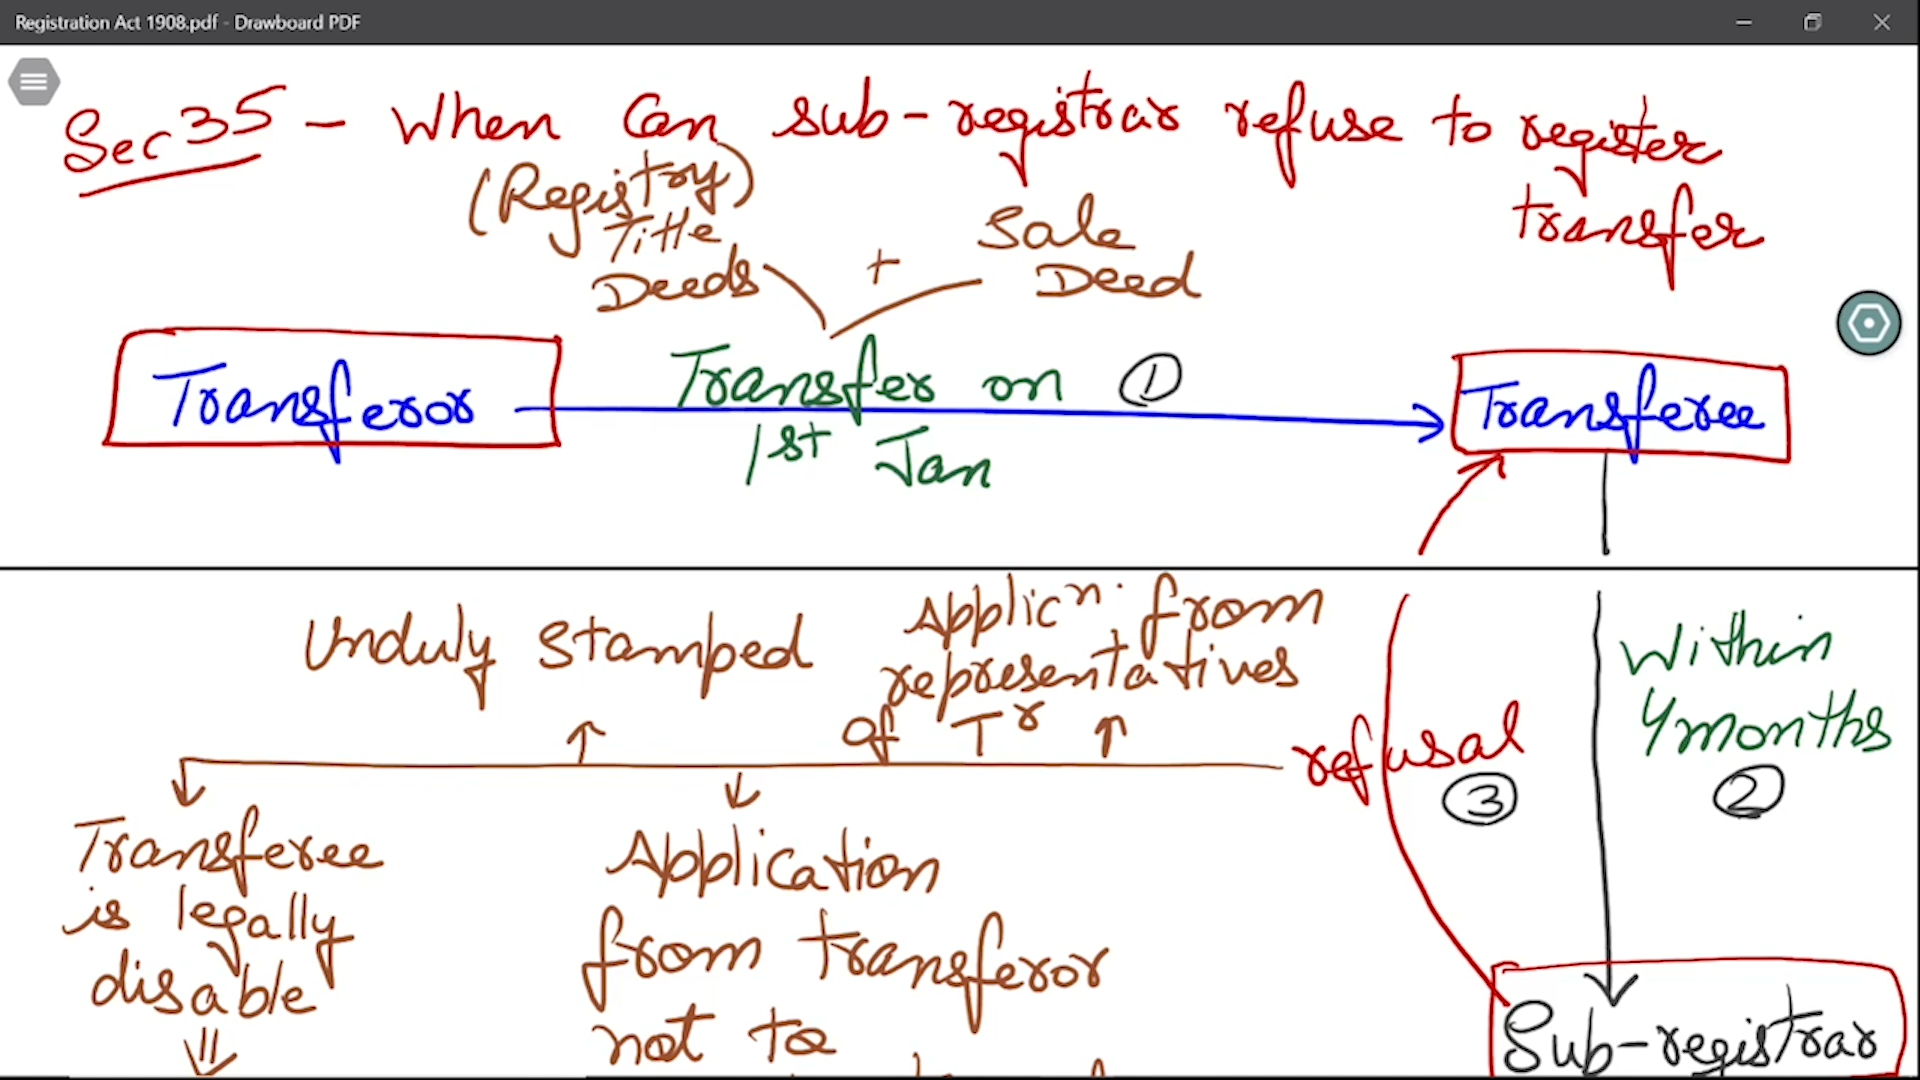 Registration Act 1908.pdf - Drawboard PDF
Sec 35 - When Can sub-registrar refuse to register
transfer
(Registry)
Title
Deeds
+
Sale
Deed
Transferor
Transfer on ①
1st Jan
Transferee
Unduly Stamped
Applicⁿ. from
representatives
of Tʳ
refusal
③
Within
4 months
②
Transferee
is legally
disable
Application
from transferor
not to
Sub-registrar